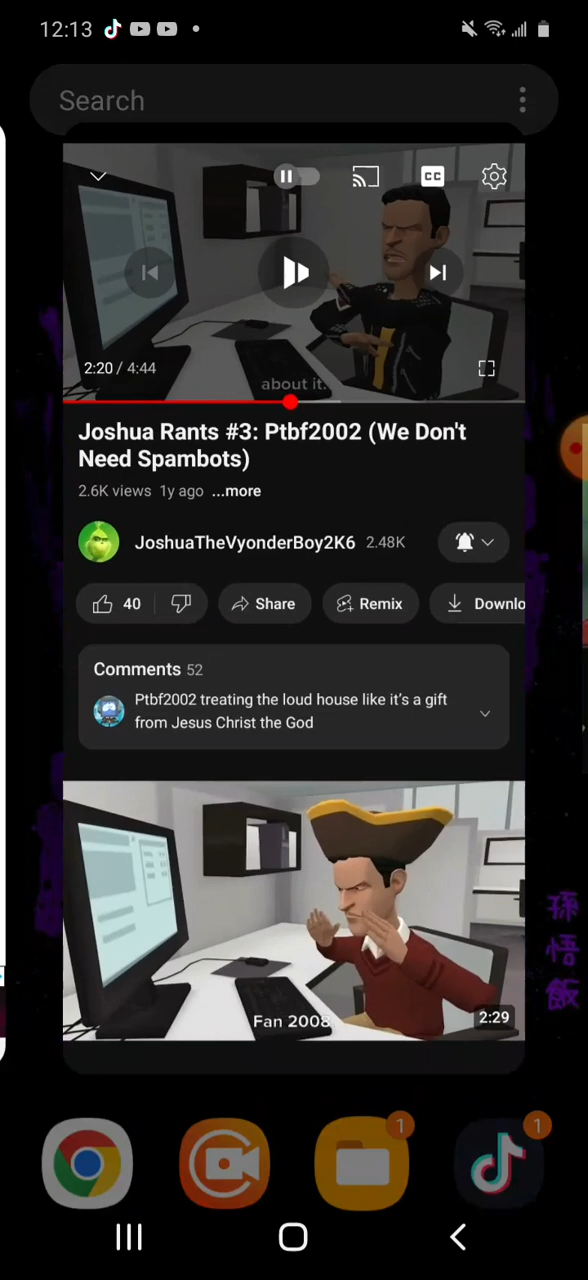 12:13
Search
CC
2:20 / 4:44
about it.
Joshua Rants #3: Ptbf2002 (We Don't
Need Spambots)
2.6K views 1y ago ...more
JoshuaTheVyonderBoy2K6 2.48K
40 Share Remix Downlo
Comments 52
Ptbf2002 treating the loud house like it's a gift
from Jesus Christ the God
Fan 2008
2:29
孫
悟
飯
1 1